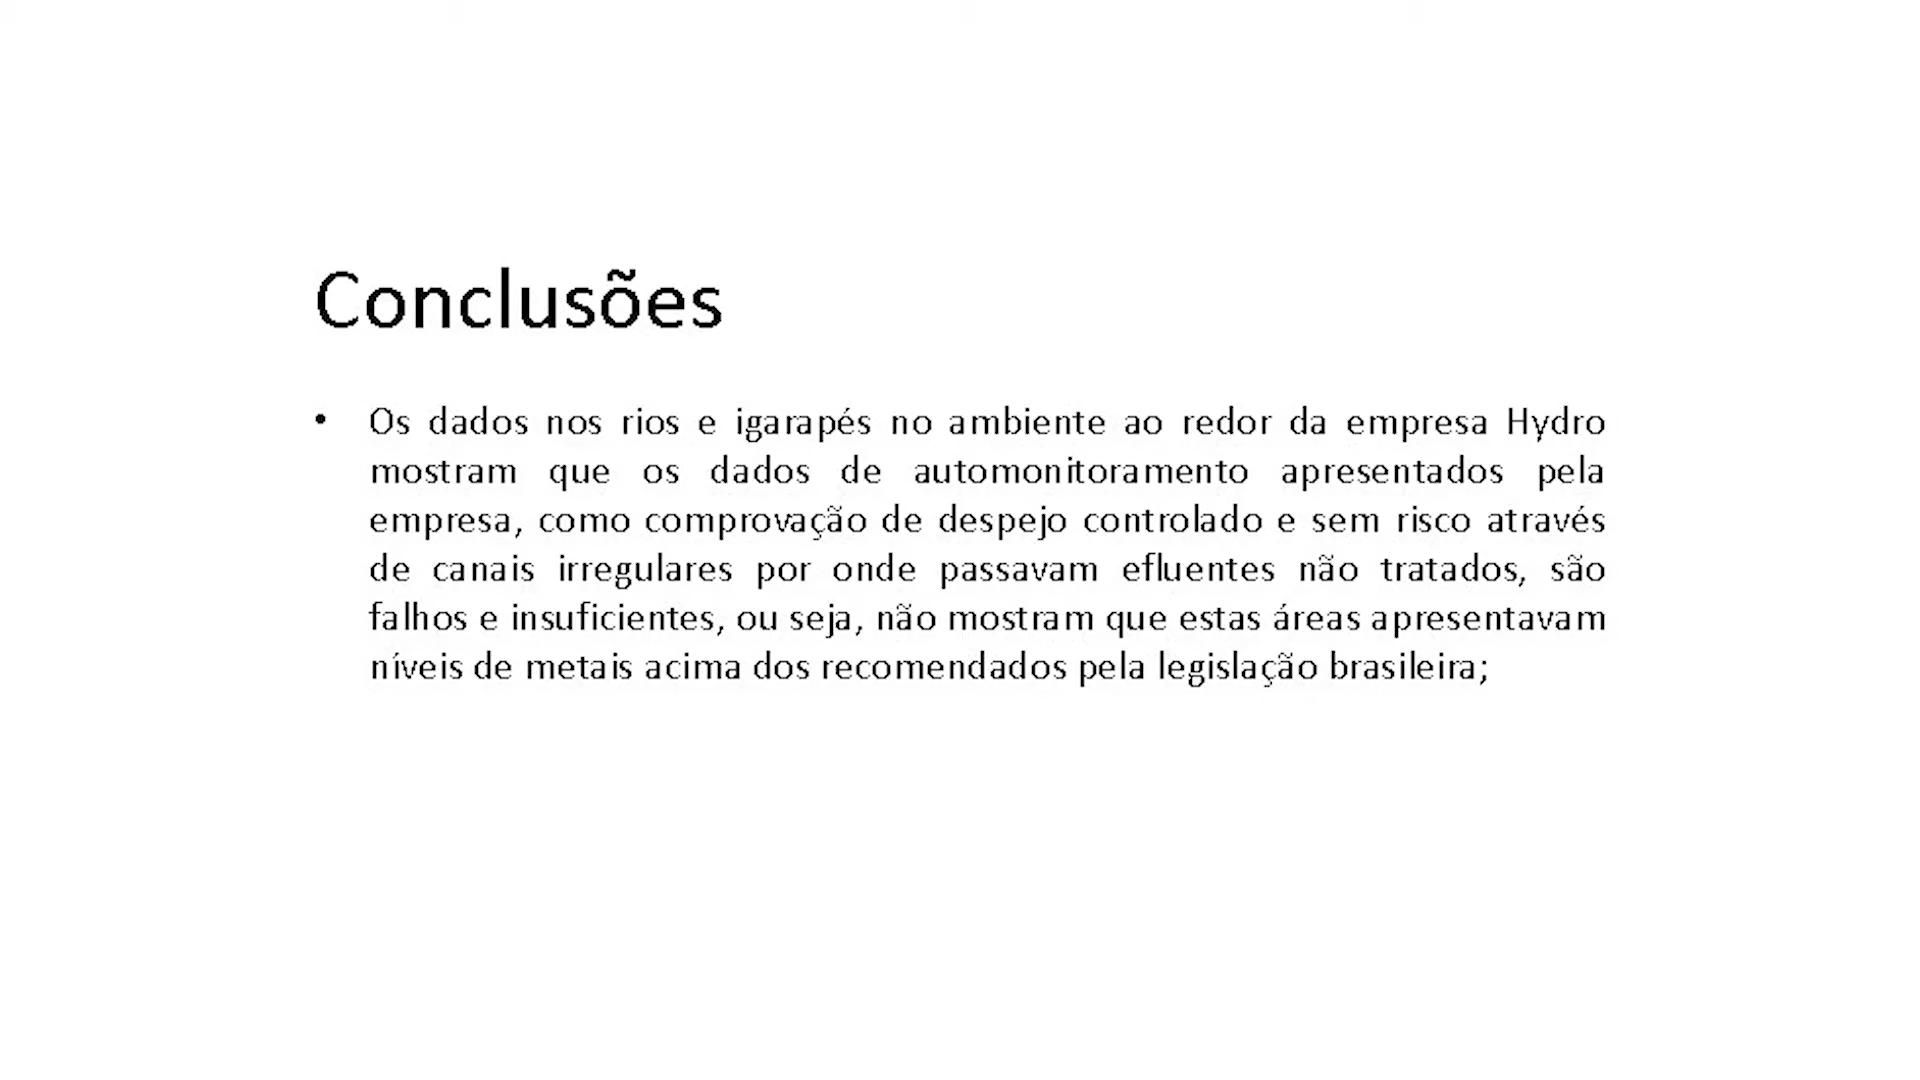 Conclusões
• Os dados nos rios e igarapés no ambiente ao redor da empresa Hydro
mostram que os dados de automonitoramento apresentados pela
empresa, como comprovação de despejo controlado e sem risco através
de canais irregulares por onde passavam efluentes não tratados, são
falhos e insuficientes, ou seja, não mostram que estas áreas apresentavam
níveis de metais acima dos recomendados pela legislação brasileira;